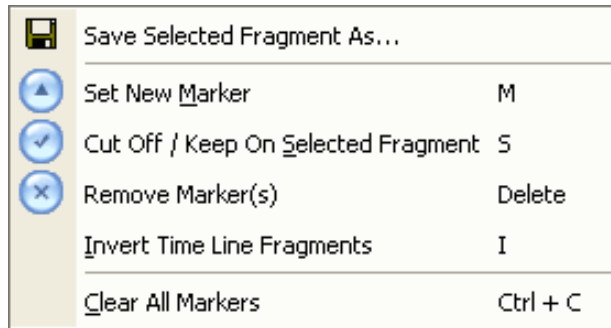 Save Selected Fragment As...
Set New Marker M
Cut Off / Keep On Selected Fragment S
Remove Marker(s) Delete
Invert Time Line Fragments I
Clear All Markers Ctrl + C